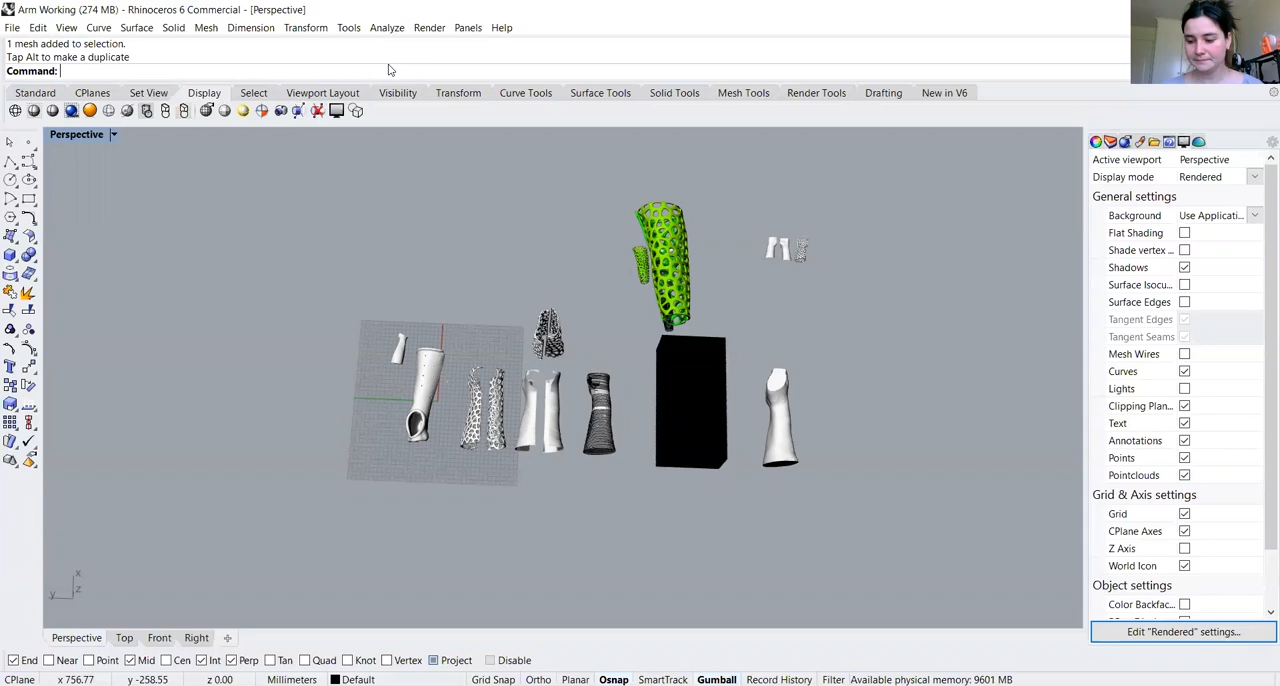 Arm Working (274 MB) - Rhinoceros 6 Commercial - [Perspective]
File Edit View Curve Surface Solid Mesh Dimension Transform Tools Analyze Render Panels Help
1 mesh added to selection.
Tap Alt to make a duplicate
Command:
Standard CPlanes Set View Display Select Viewport Layout Visibility Transform Curve Tools Surface Tools Solid Tools Mesh Tools Render Tools Drafting New in V6
Perspective
Active viewport Perspective
Display mode Rendered
General settings
Background Use Applicati...
Flat Shading
Shade vertex ...
Shadows
Surface Isocu...
Surface Edges
Tangent Edges
Tangent Seams
Mesh Wires
Curves
Lights
Clipping Plan...
Text
Annotations
Points
Pointclouds
Grid & Axis settings
Grid
CPlane Axes
Z Axis
World Icon
Object settings
Color Backfac...
Edit "Rendered" settings...
x
y z
Perspective Top Front Right
End Near Point Mid Cen Int Perp Tan Quad Knot Vertex Project Disable
CPlane x 756.77 y -258.55 z 0.00 Millimeters Default Grid Snap Ortho Planar Osnap SmartTrack Gumball Record History Filter Available physical memory: 9601 MB